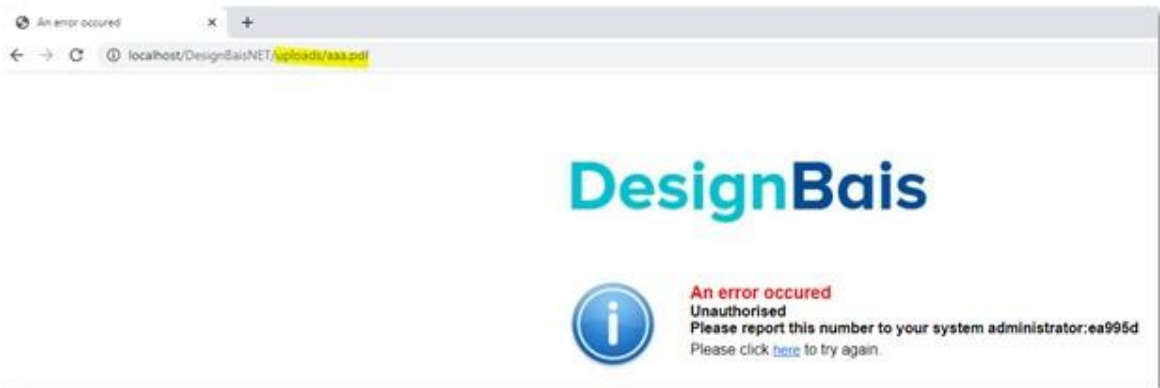 An error occured
localhost/DesignBaisNET/uploads/aaa.pdf
DesignBais
An error occured
Unauthorised
Please report this number to your system administrator:ea995d
Please click here to try again.